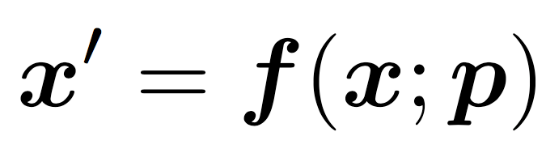 x′ = f(x; p)